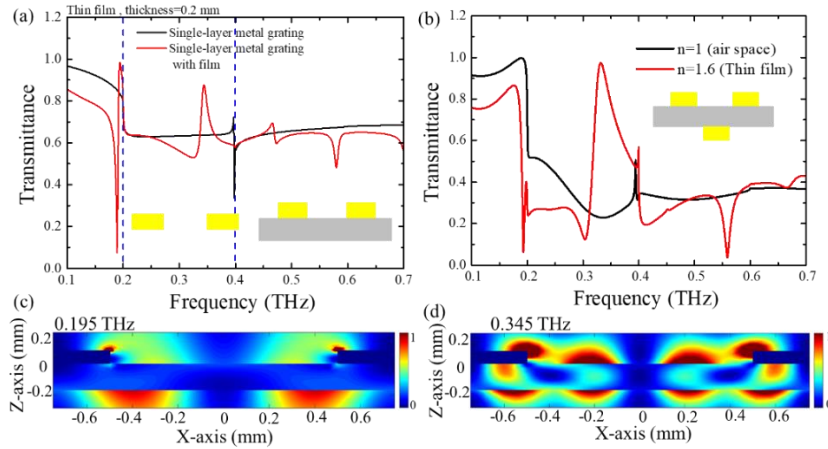 (a)
Thin film , thickness=0.2 mm
Single-layer metal grating
Single-layer metal grating
with film
Transmittance
1.2
1.0
0.8
0.6
0.4
0.2
0.0
0.1 0.2 0.3 0.4 0.5 0.6 0.7
Frequency (THz)
(b)
n=1 (air space)
n=1.6 (Thin film)
Transmittance
1.2
1.0
0.8
0.6
0.4
0.2
0.0
0.1 0.2 0.3 0.4 0.5 0.6 0.7
Frequency (THz)
(c)
0.195 THz
Z-axis (mm)
0.2
0
-0.2
-0.6 -0.4 -0.2 0 0.2 0.4 0.6
X-axis (mm)
1
0
(d)
0.345 THz
Z-axis (mm)
0.2
0
-0.2
-0.6 -0.4 -0.2 0 0.2 0.4 0.6
X-axis (mm)
1
0